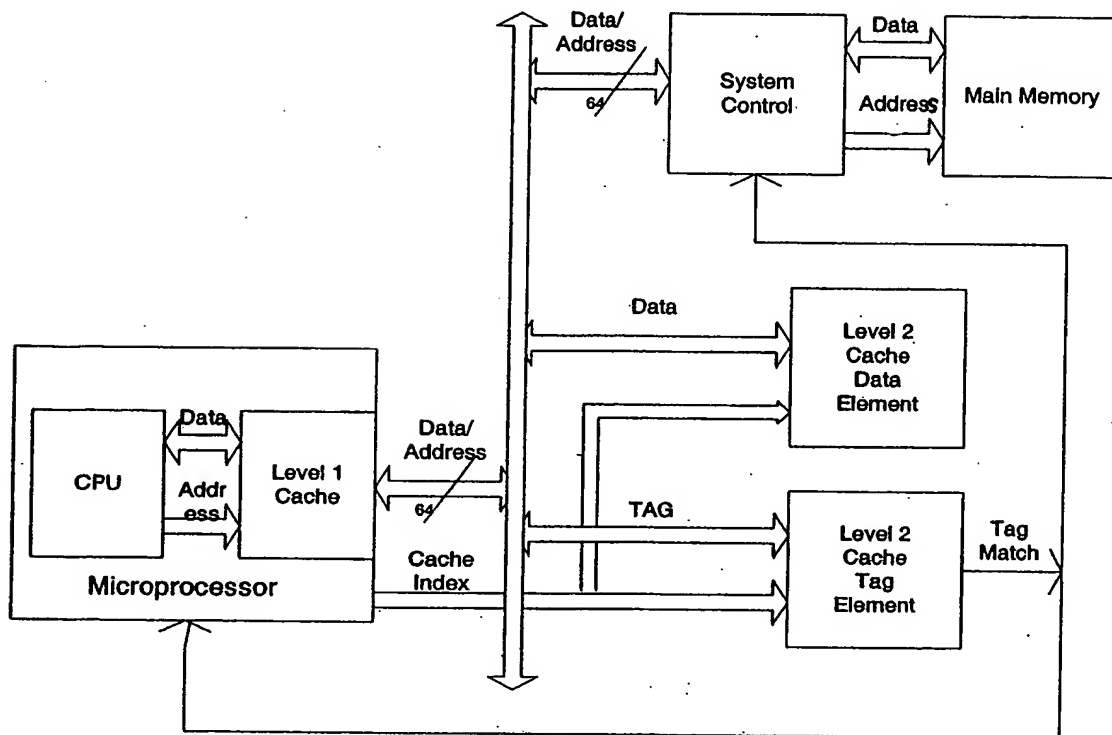 Data/
Address
64
System
Control
Data
Address
Main Memory
Data
Level 2
Cache
Data
Element
CPU
Data
Addr
ess
Level 1
Cache
Microprocessor
Data/
Address
64
Cache
Index
TAG
Level 2
Cache
Tag
Element
Tag
Match